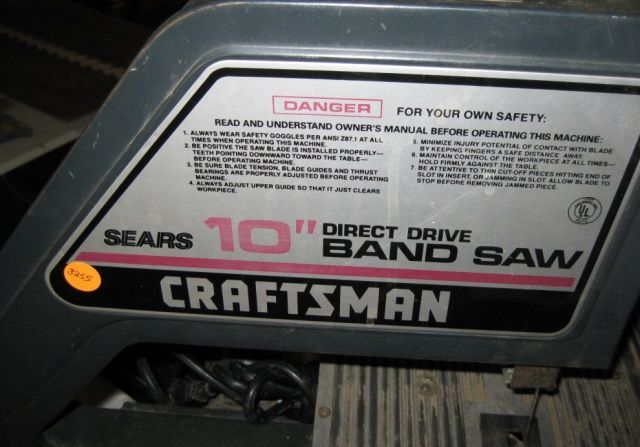 DANGER FOR YOUR OWN SAFETY:
READ AND UNDERSTAND OWNER'S MANUAL BEFORE OPERATING THIS MACHINE:
1. ALWAYS WEAR SAFETY GOGGLES PER ANSI Z87.1 AT ALL
TIMES WHEN OPERATING THIS MACHINE.
2. BE POSITIVE THE SAW BLADE IS INSTALLED PROPERLY—
TEETH POINTING DOWNWARD TOWARD THE TABLE—
BEFORE OPERATING MACHINE.
3. BE SURE BLADE TENSION, BLADE GUIDES AND THRUST
BEARINGS ARE PROPERLY ADJUSTED BEFORE OPERATING
MACHINE.
4. ALWAYS ADJUST UPPER GUIDE SO THAT IT JUST CLEARS
WORKPIECE.
5. MINIMIZE INJURY POTENTIAL OF CONTACT WITH BLADE
BY KEEPING FINGERS A SAFE DISTANCE AWAY.
6. MAINTAIN CONTROL OF THE WORKPIECE AT ALL TIMES—
HOLD FIRMLY AGAINST THE TABLE.
7. BE ATTENTIVE TO THIN CUT-OFF PIECES HITTING END OF
SLOT IN INSERT, OR JAMMING IN SLOT. ALLOW BLADE TO
STOP BEFORE REMOVING JAMMED PIECE.
UL
SEARS 10" DIRECT DRIVE
BAND SAW
3255
CRAFTSMAN